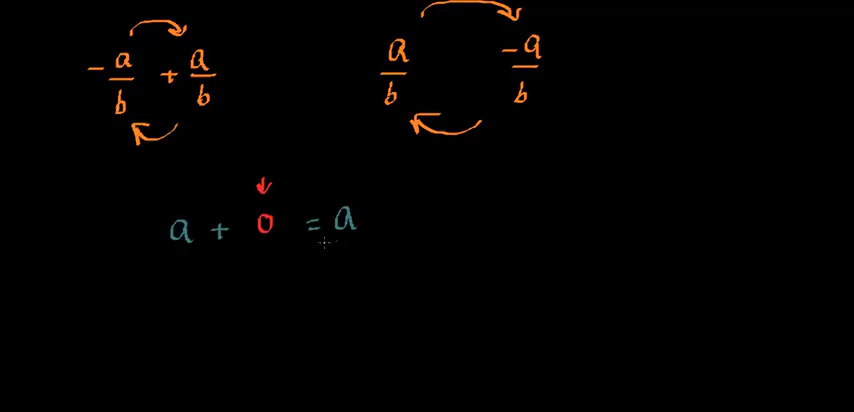 -a/b + a/b a/b -a/b
a + 0 = a